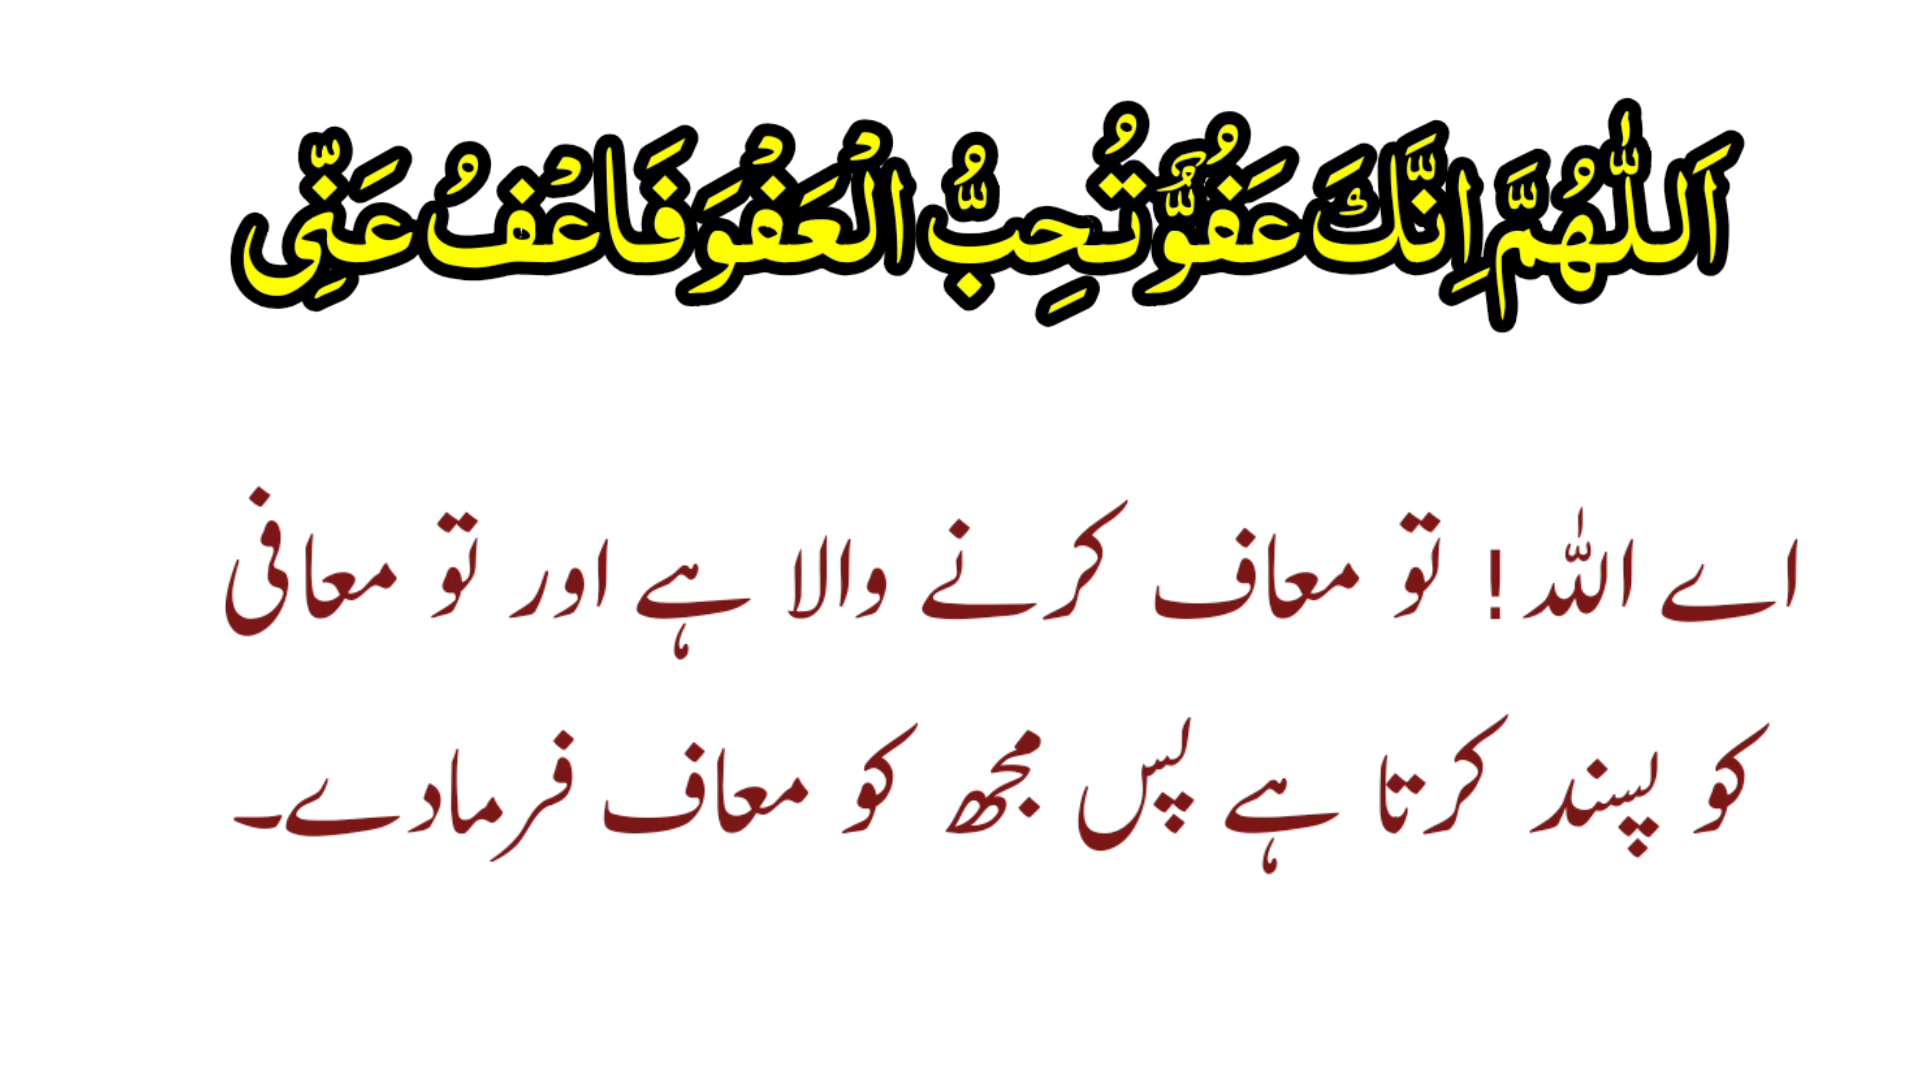 اَللّٰهُمَّ اِنَّكَ عَفُوٌّ تُحِبُّ الْعَفْوَ فَاعْفُ عَنِّی
اے اللہ! تو معاف کرنے والا ہے اور تو معافی
کو پسند کرتا ہے پس مجھ کو معاف فرمادے۔